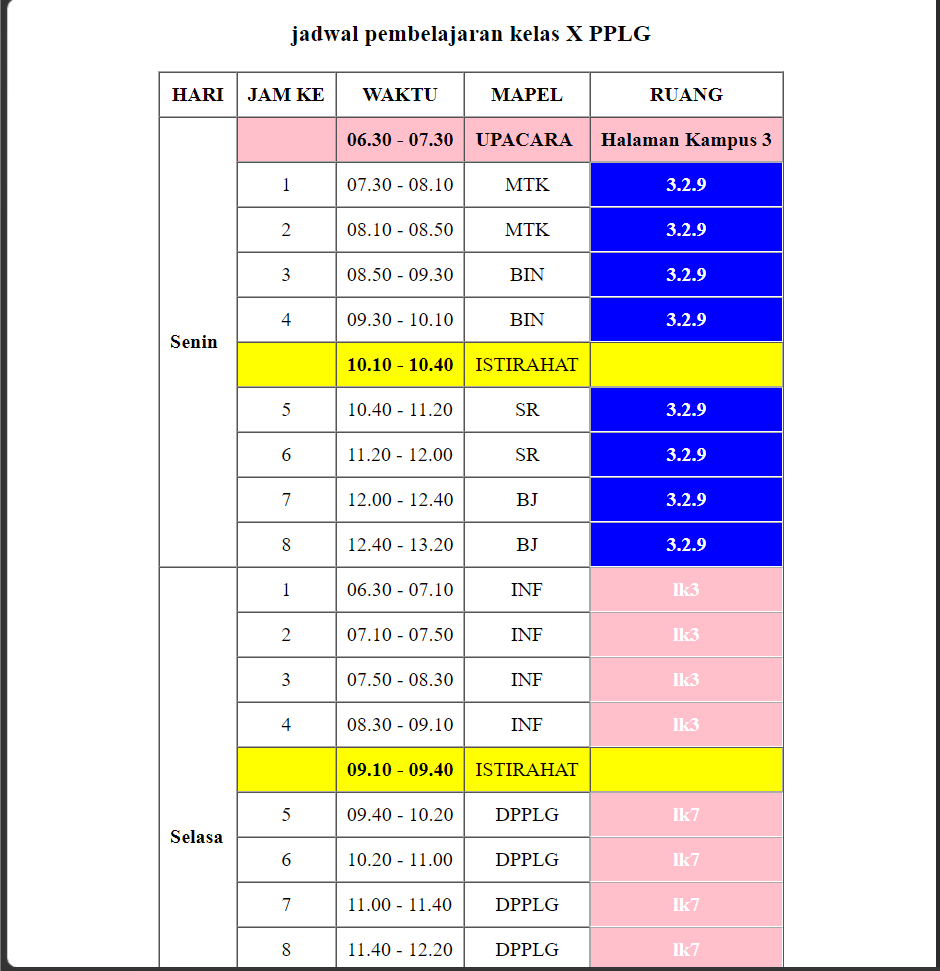 jadwal pembelajaran kelas X PPLG
HARI JAM KE WAKTU MAPEL RUANG
06.30 - 07.30 UPACARA Halaman Kampus 3
1 07.30 - 08.10 MTK 3.2.9
2 08.10 - 08.50 MTK 3.2.9
3 08.50 - 09.30 BIN 3.2.9
4 09.30 - 10.10 BIN 3.2.9
Senin
10.10 - 10.40 ISTIRAHAT
5 10.40 - 11.20 SR 3.2.9
6 11.20 - 12.00 SR 3.2.9
7 12.00 - 12.40 BJ 3.2.9
8 12.40 - 13.20 BJ 3.2.9
1 06.30 - 07.10 INF lk3
2 07.10 - 07.50 INF lk3
3 07.50 - 08.30 INF lk3
4 08.30 - 09.10 INF lk3
09.10 - 09.40 ISTIRAHAT
5 09.40 - 10.20 DPPLG lk7
Selasa
6 10.20 - 11.00 DPPLG lk7
7 11.00 - 11.40 DPPLG lk7
8 11.40 - 12.20 DPPLG lk7